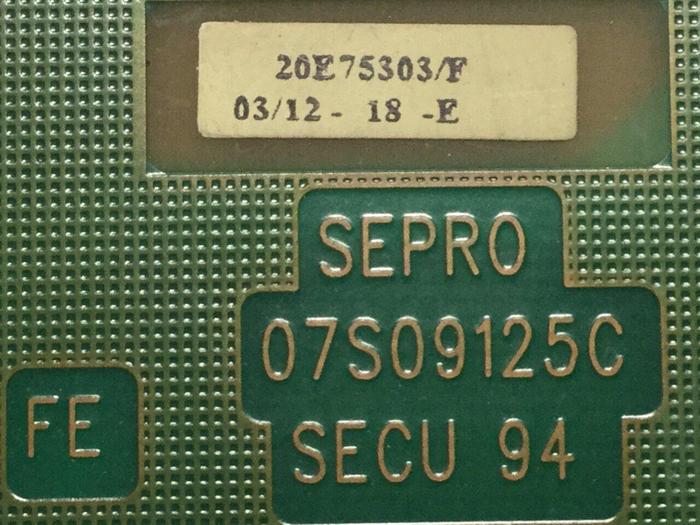 20E75303/F
03/12- 18 -E
SEPRO
07S09125C
SECU 94
FE